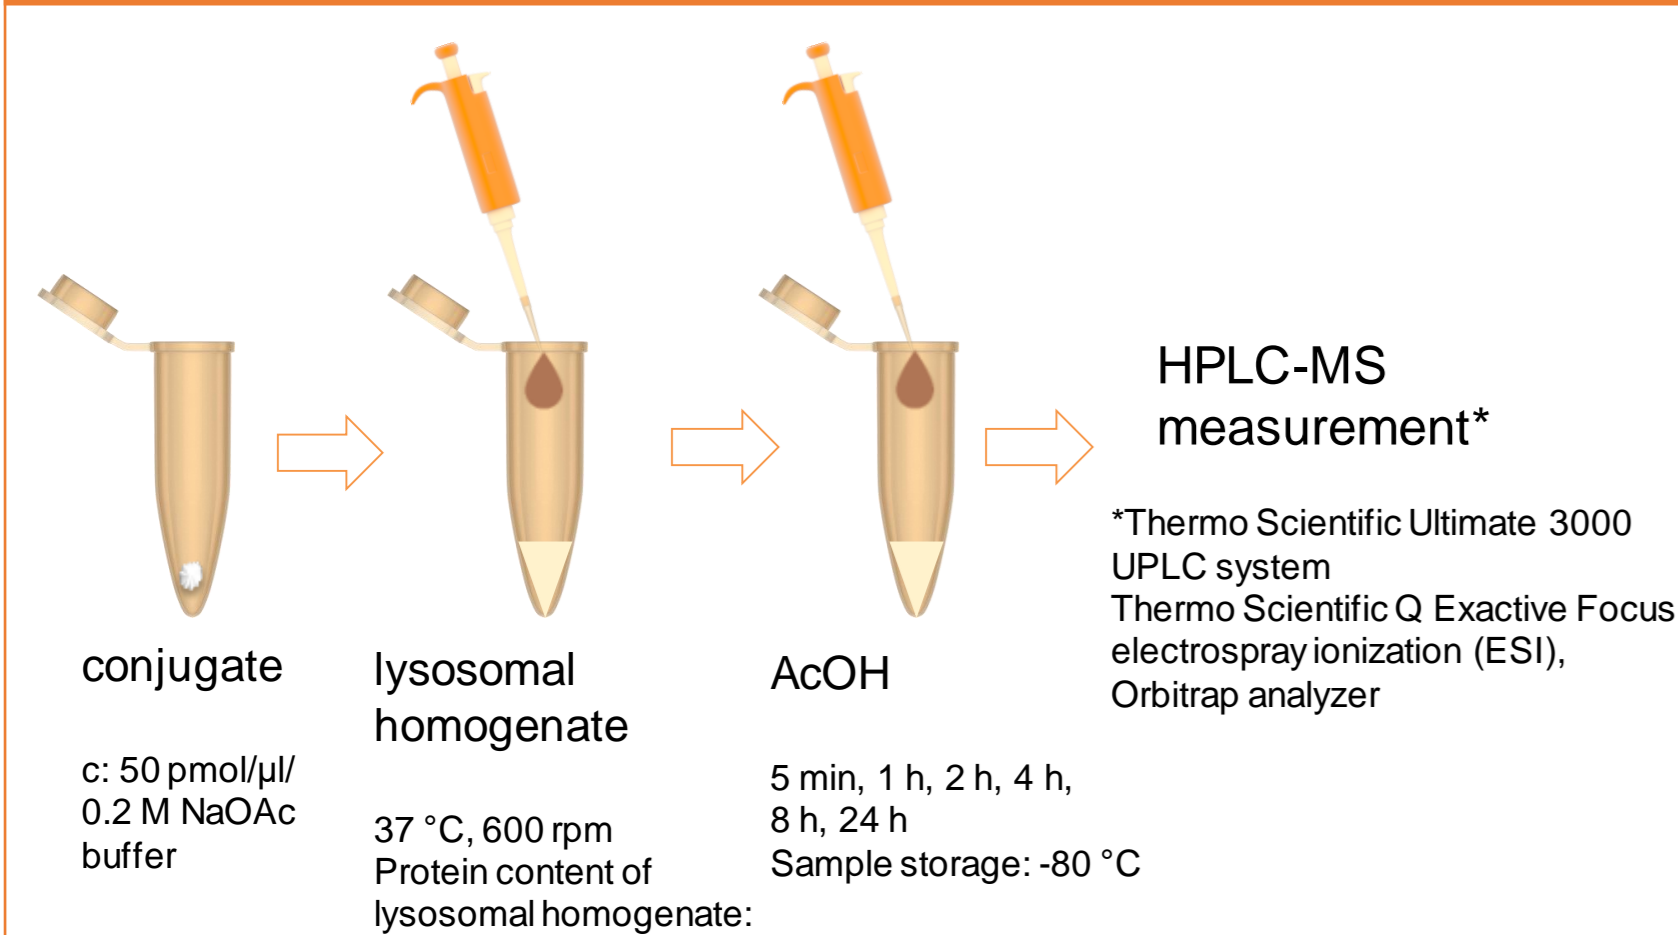 conjugate
c: 50 pmol/µl/
0.2 M NaOAc
buffer
lysosomal
homogenate
37 °C, 600 rpm
Protein content of
lysosomal homogenate:
AcOH
5 min, 1 h, 2 h, 4 h,
8 h, 24 h
Sample storage: -80 °C
HPLC-MS
measurement*
*Thermo Scientific Ultimate 3000
UPLC system
Thermo Scientific Q Exactive Focus
electrospray ionization (ESI),
Orbitrap analyzer